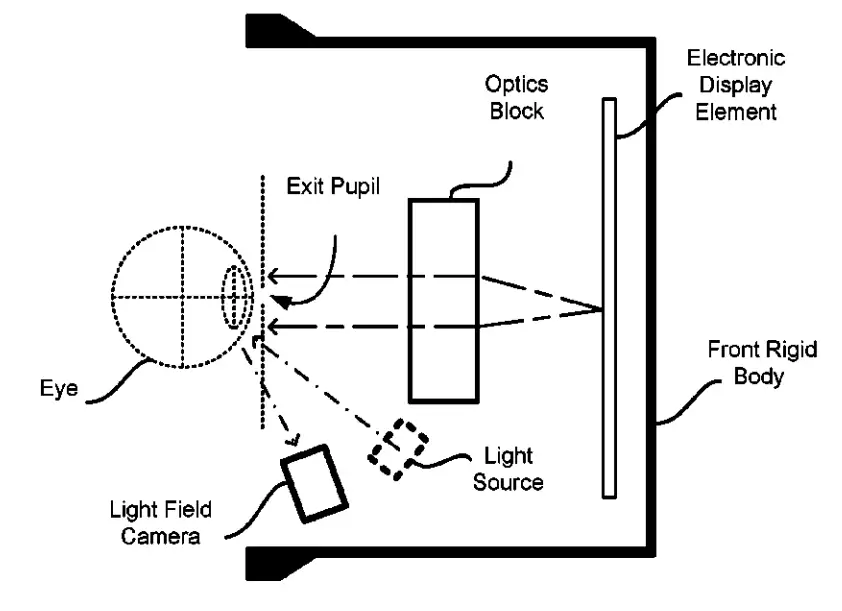 Electronic
Display
Element
Optics
Block
Exit Pupil
Eye
Front Rigid
Body
Light
Source
Light Field
Camera